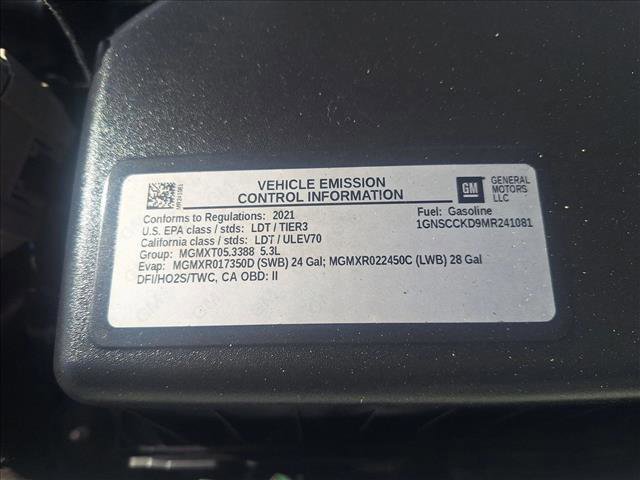 VEHICLE EMISSION
CONTROL INFORMATION
GM
GENERAL
MOTORS
LLC
Conforms to Regulations: 2021
Fuel: Gasoline
U.S. EPA class / stds: LDT / TIER3
1GNSCCKD9MR241081
California class / stds: LDT / ULEV70
Group: MGMXT05.3388 5.3L
Evap: MGMXR017350D (SWB) 24 Gal; MGMXR022450C (LWB) 28 Gal
DFI/HO2S/TWC, CA OBD: II